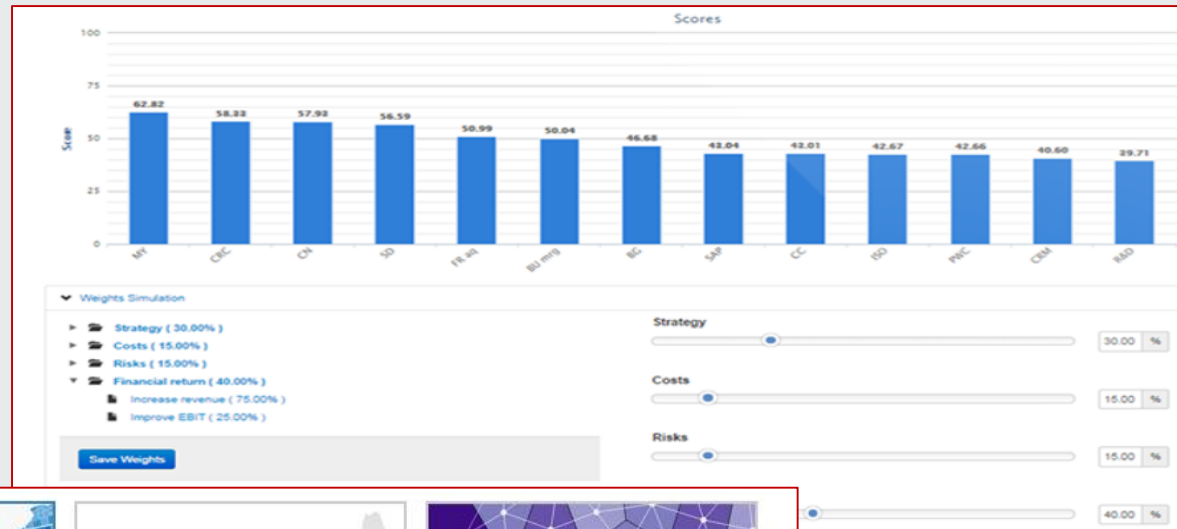 Scores
100
75
50
25
0
Score
62.82 58.33 57.93 56.59 50.99 50.04 46.68 43.04 43.01 42.67 42.66 40.60 39.71
MY CRC CN SD FR aq BU mrg BG SAP CC ISO PWC CRM R&D
Weights Simulation
Strategy ( 30.00% )
Costs ( 15.00% )
Risks ( 15.00% )
Financial return ( 40.00% )
Increase revenue ( 75.00% )
Improve EBIT ( 25.00% )
Save Weights
Strategy
30.00 %
Costs
15.00 %
Risks
15.00 %
40.00 %